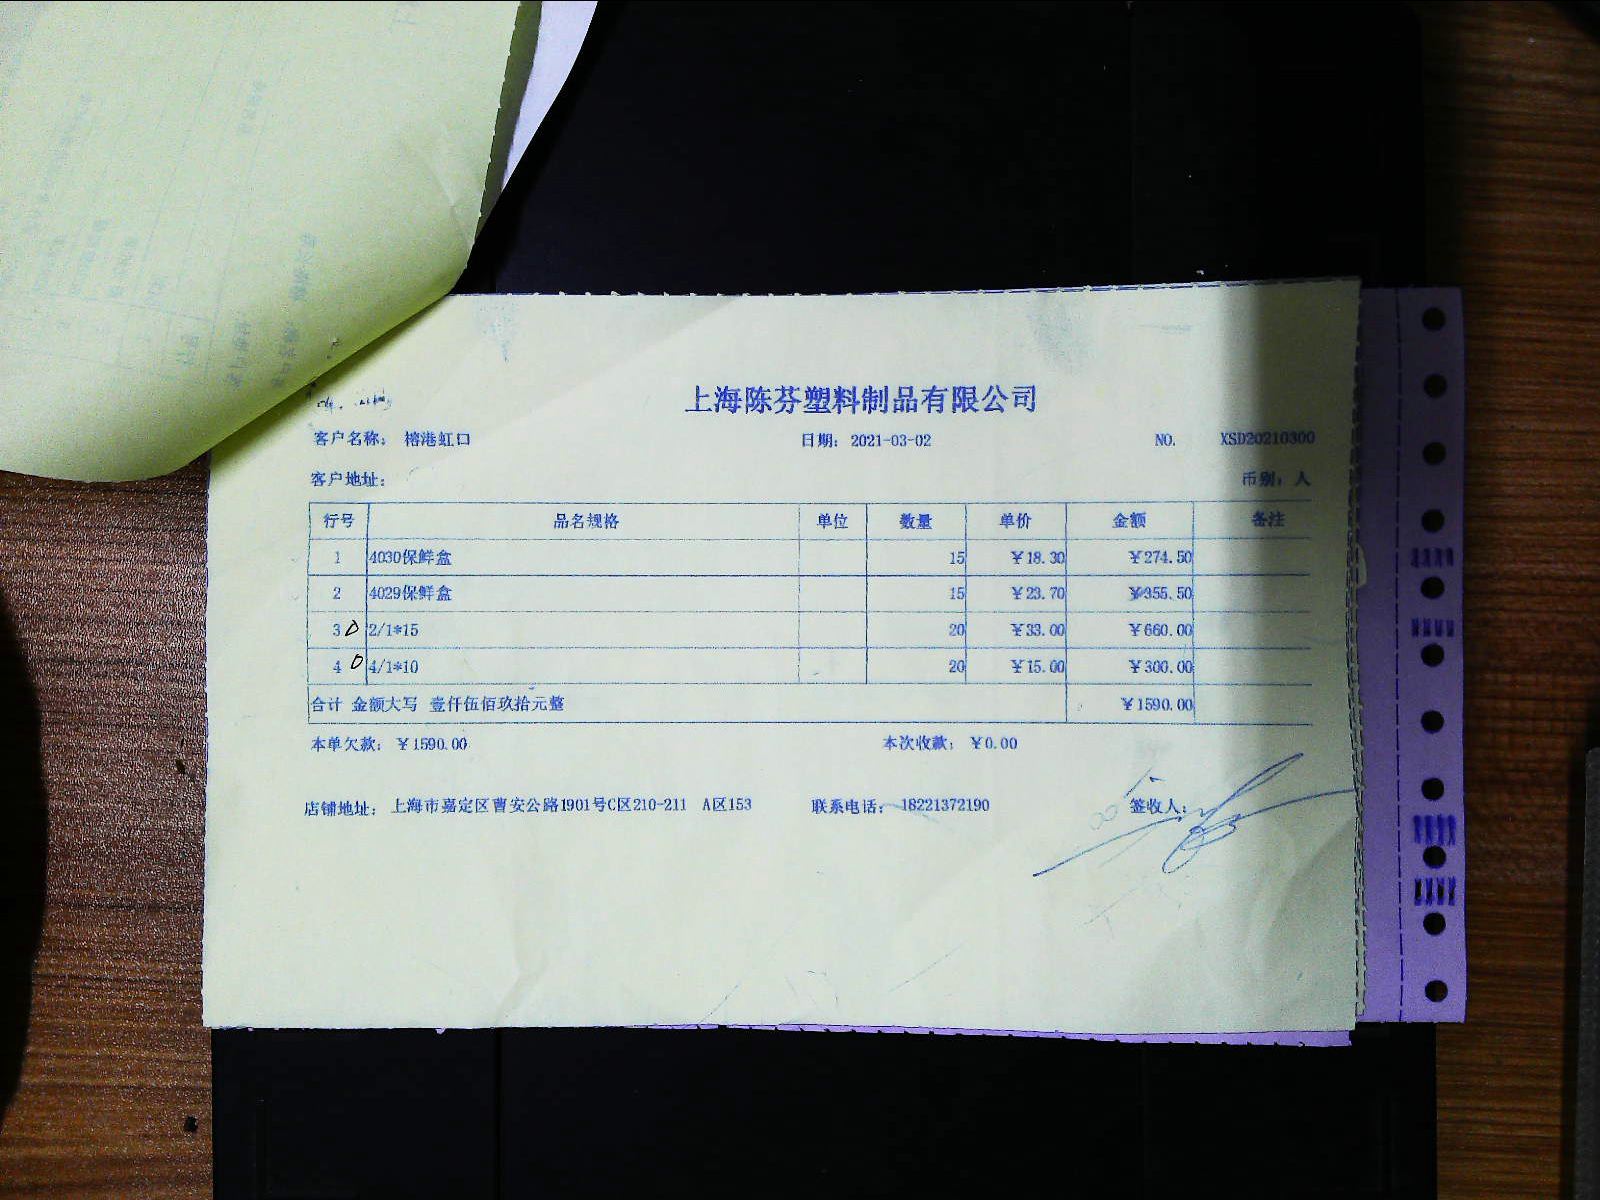 上海陈芬塑料制品有限公司
客户名称: 榕港虹口 日期: 2021-03-02 NO. XSD20210300
客户地址: 币别: 人
行号 品名规格 单位 数量 单价 金额 备注
1 4030保鲜盒 15 ¥18.30 ¥274.50
2 4029保鲜盒 15 ¥23.70 ¥355.50
3 2/1*15 20 ¥33.00 ¥660.00
4 4/1*10 20 ¥15.00 ¥300.00
合计 金额大写 壹仟伍佰玖拾元整 ¥1590.00
本单欠款: ¥1590.00 本次收款: ¥0.00
店铺地址: 上海市嘉定区曹安公路1901号C区210-211 A区153 联系电话: 18221372190 签收人: